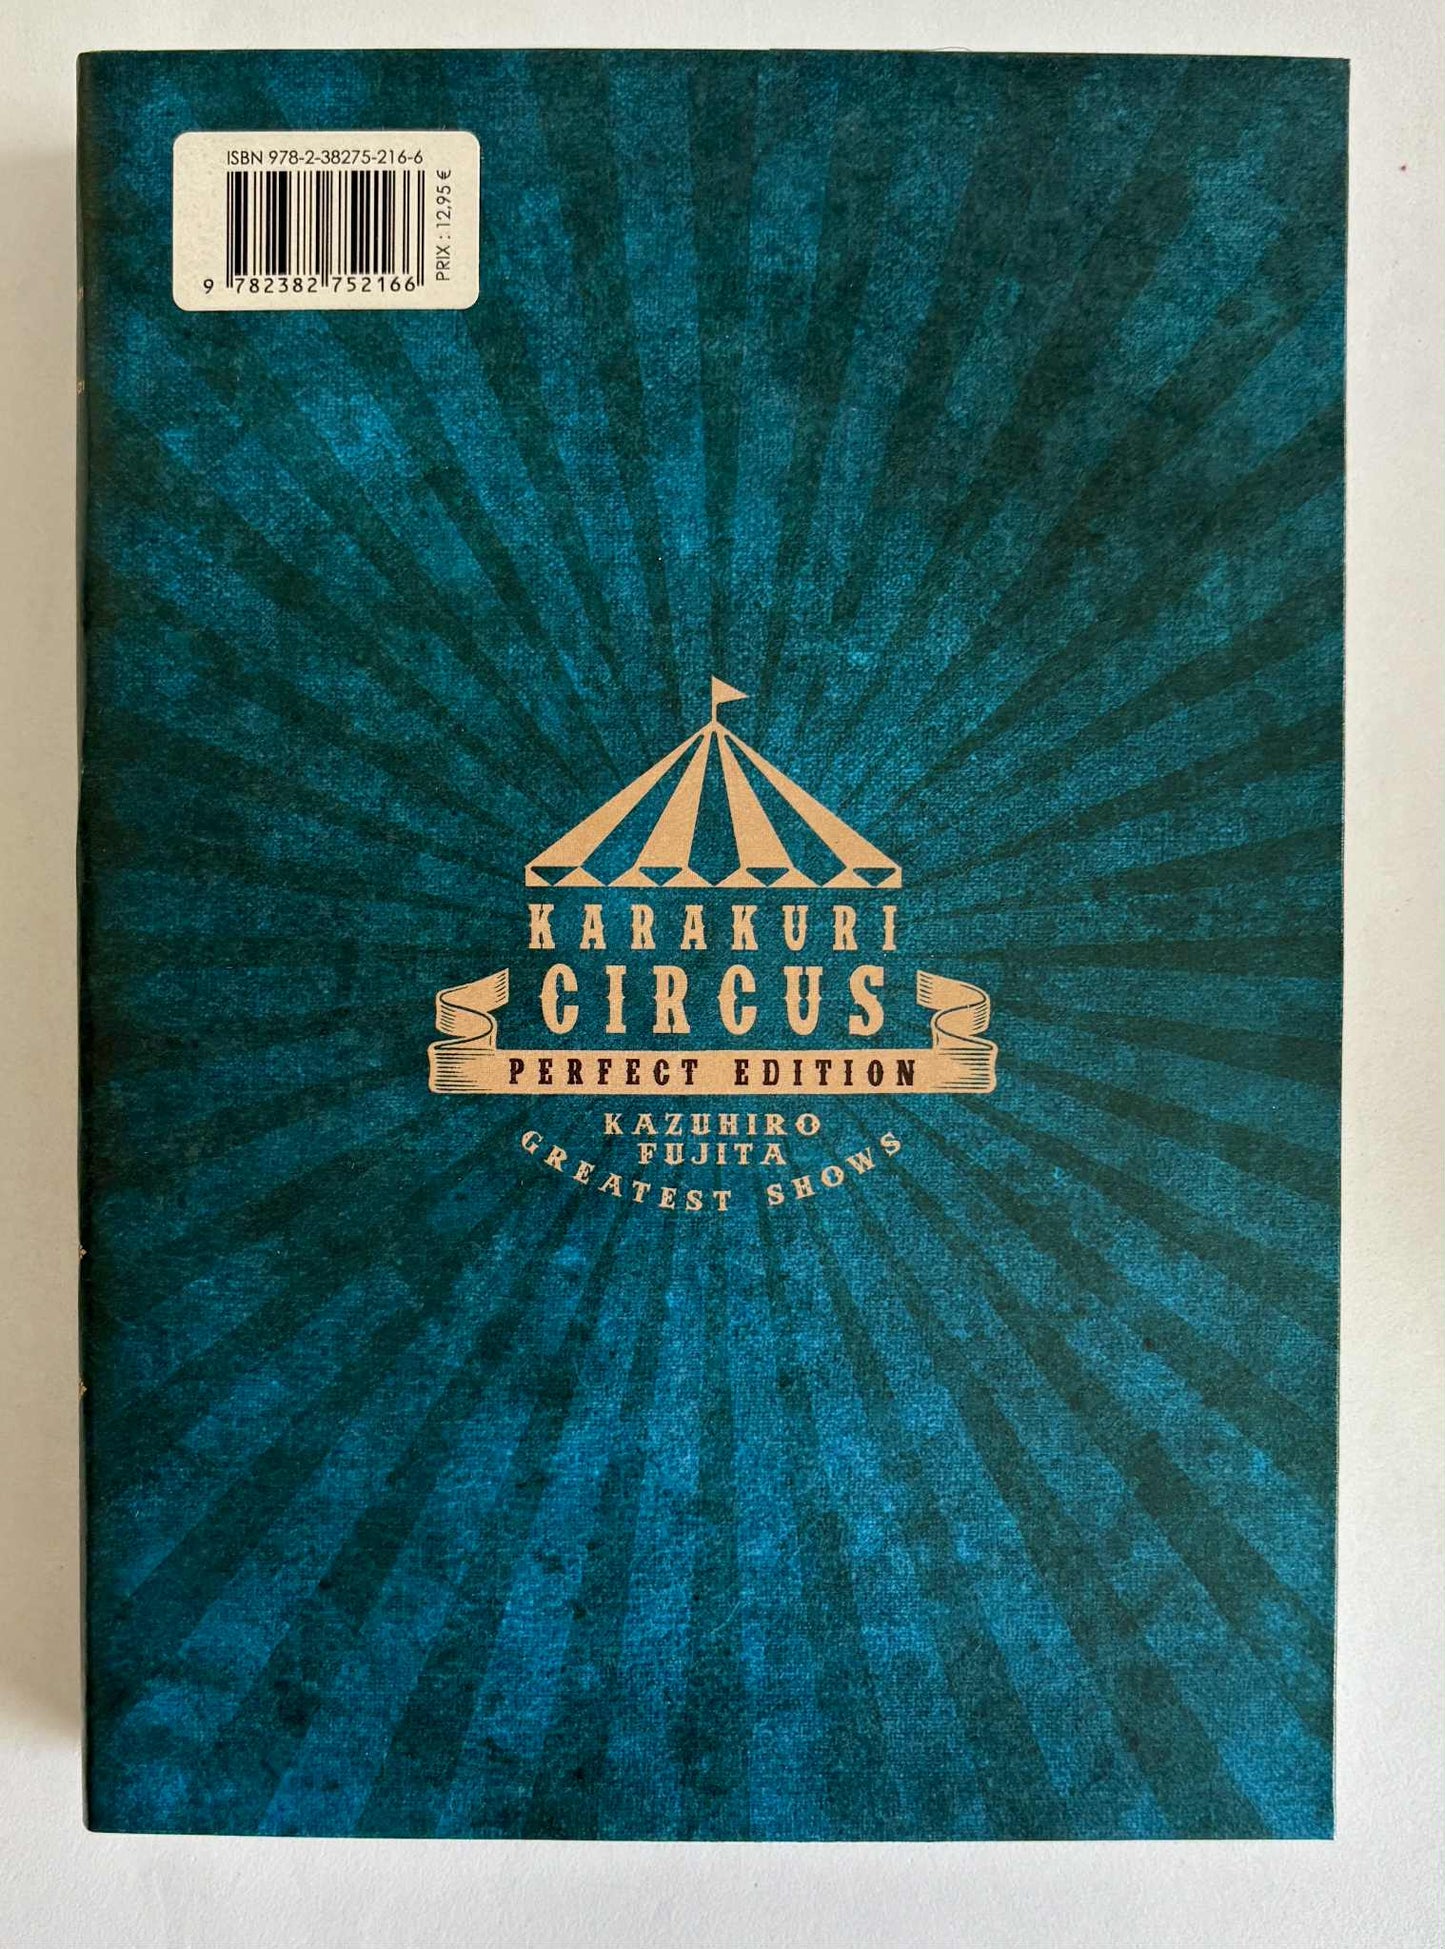 ISBN 978-2-38275-216-6
9 782382 752166
PRIX : 12,95 €
KARAKURI
CIRCUS
PERFECT EDITION
KAZUHIRO
FUJITA
GREATEST SHOWS